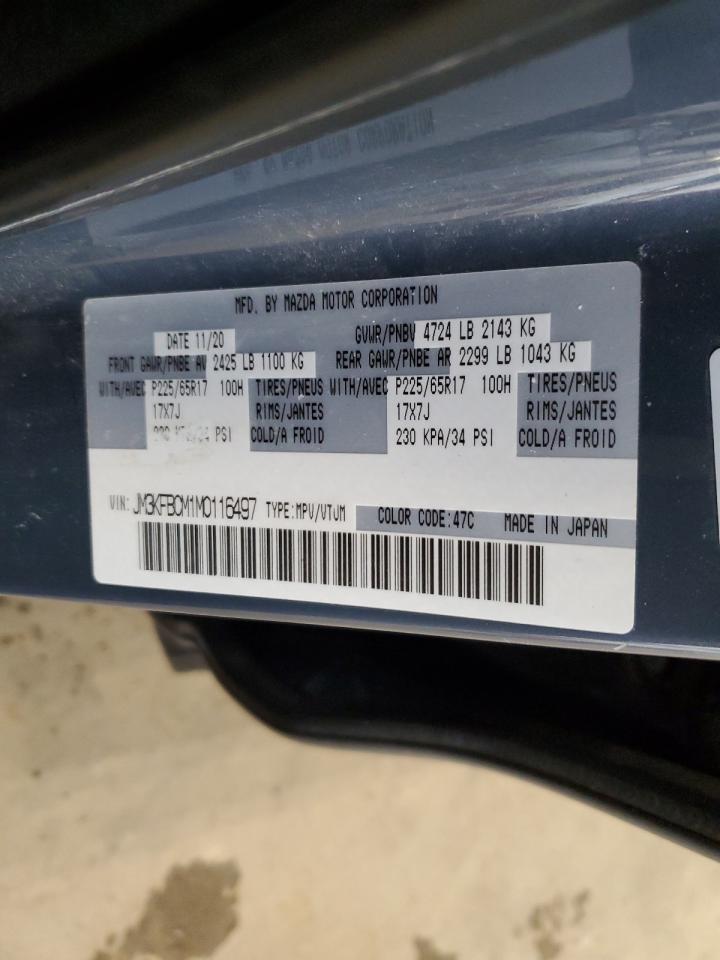 MFD. BY MAZDA MOTOR CORPORATION
DATE 11/20 GVWR/PNBV 4724 LB 2143 KG
FRONT GAWR/PNBE AV 2425 LB 1100 KG REAR GAWR/PNBE AR 2299 LB 1043 KG
WITH/AVEC P225/65R17 100H TIRES/PNEUS WITH/AVEC P225/65R17 100H TIRES/PNEUS
17X7J RIMS/JANTES 17X7J RIMS/JANTES
PSI COLD/A FROID 230 KPA/34 PSI COLD/A FROID
VIN: JM3KFBCM1M0116497 TYPE:MPV/VTUM COLOR CODE:47C MADE IN JAPAN